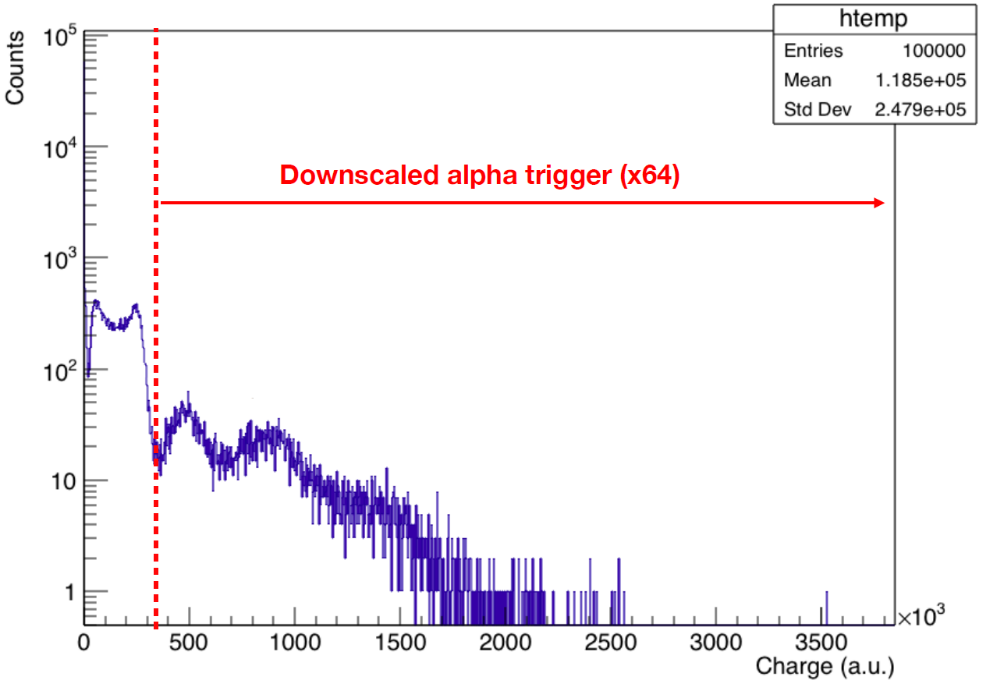 htemp
Entries 100000
Mean 1.185e+05
Std Dev 2.479e+05
Counts
10^5
10^4
10^3
10^2
10
1
Downscaled alpha trigger (x64)
0 500 1000 1500 2000 2500 3000 3500
×10^3
Charge (a.u.)